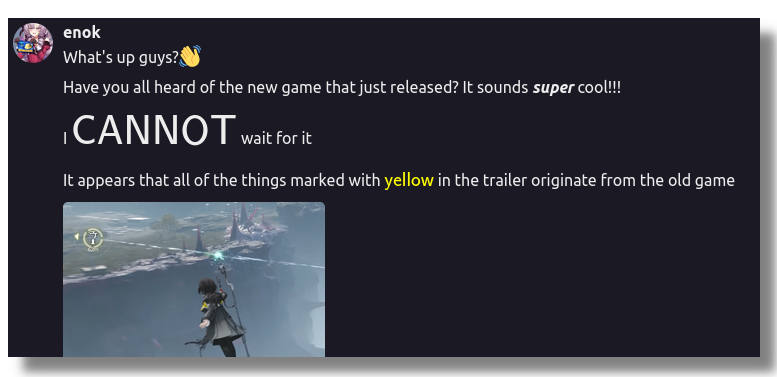 enok
What's up guys?👋
Have you all heard of the new game that just released? It sounds super cool!!!
I CANNOT wait for it
It appears that all of the things marked with yellow in the trailer originate from the old game